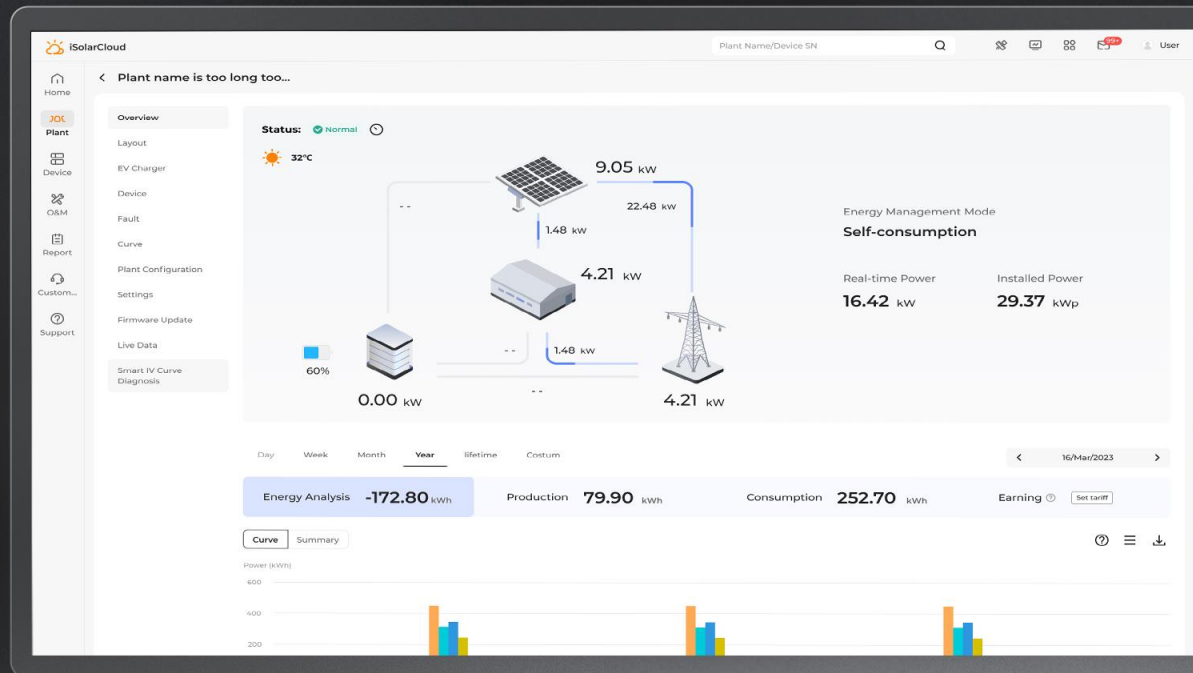 iSolarCloud
Plant Name/Device SN
99+
User
Home
Plant
Device
O&M
Report
Custom...
Support
Plant name is too long too...
Overview
Layout
EV Charger
Device
Fault
Curve
Plant Configuration
Settings
Firmware Update
Live Data
Smart IV Curve
Diagnosis
Status: Normal
32°C
9.05 kW
- -
22.48 kW
1.48 kW
4.21 kW
- -
1.48 kW
60%
- -
0.00 kW
4.21 kW
Energy Management Mode
Self-consumption
Real-time Power
Installed Power
16.42 kW
29.37 kWp
Day Week Month Year lifetime Costum
16/Mar/2023
Energy Analysis -172.80 kWh
Production 79.90 kWh
Consumption 252.70 kWh
Earning
Set tariff
Curve Summary
Power (kWh)
600
400
200